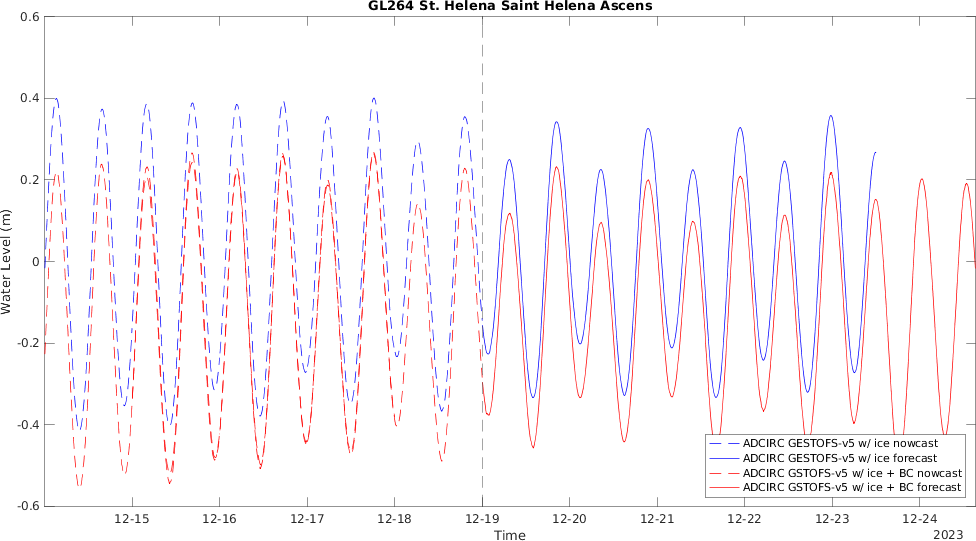 GL264 St. Helena Saint Helena Ascens
0.6
0.4
0.2
0
-0.2
-0.4
-0.6
Water Level (m)
12-15
12-16
12-17
12-18
12-19
12-20
12-21
12-22
12-23
12-24
Time
2023
ADCIRC GESTOFS-v5 w/ ice nowcast
ADCIRC GESTOFS-v5 w/ ice forecast
ADCIRC GSTOFS-v5 w/ ice + BC nowcast
ADCIRC GSTOFS-v5 w/ ice + BC forecast